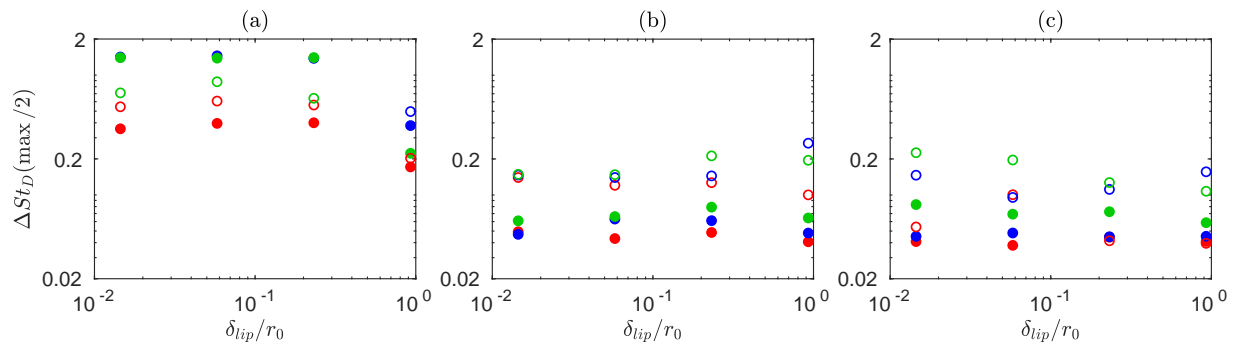 (a) (b) (c)
2 2 2
ΔSt_D(max /2)
0.2 0.2 0.2
0.02 0.02 0.02
10^-2 10^-1 10^0 10^-2 10^-1 10^0 10^-2 10^-1 10^0
δ_lip/r_0 δ_lip/r_0 δ_lip/r_0